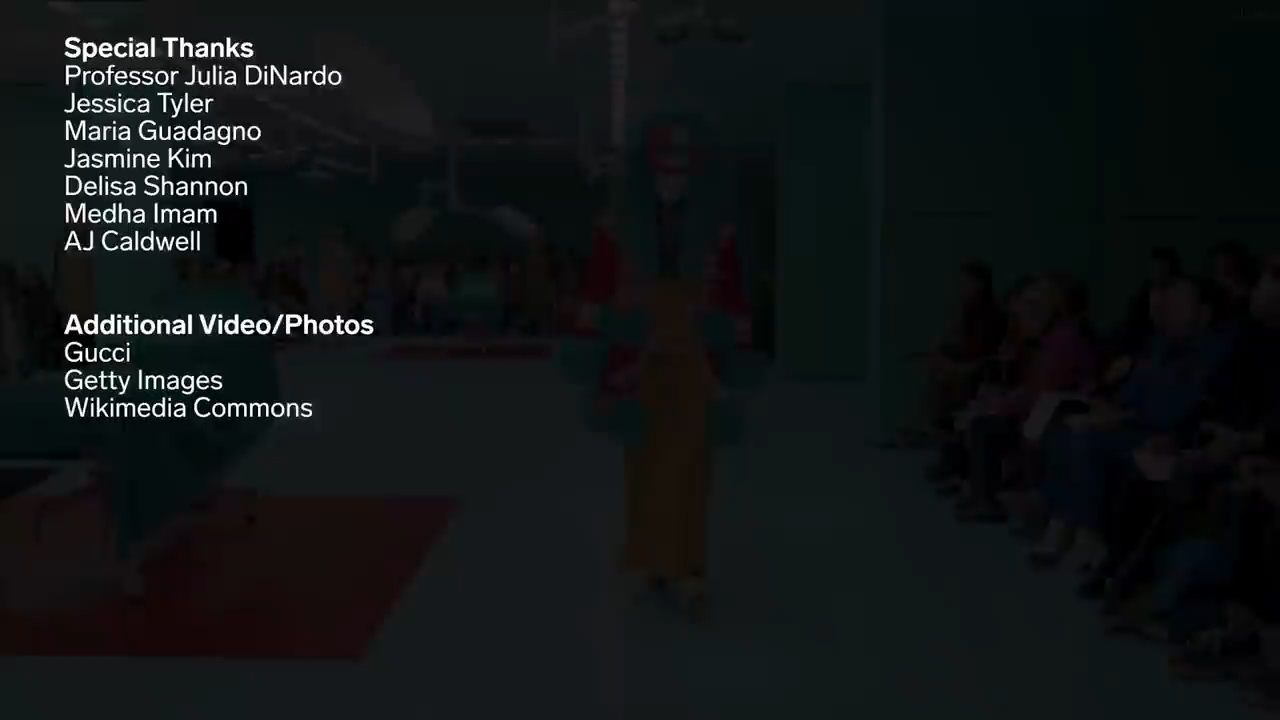 Special Thanks
Professor Julia DiNardo
Jessica Tyler
Maria Guadagno
Jasmine Kim
Delisa Shannon
Medha Imam
AJ Caldwell
Additional Video/Photos
Gucci
Getty Images
Wikimedia Commons